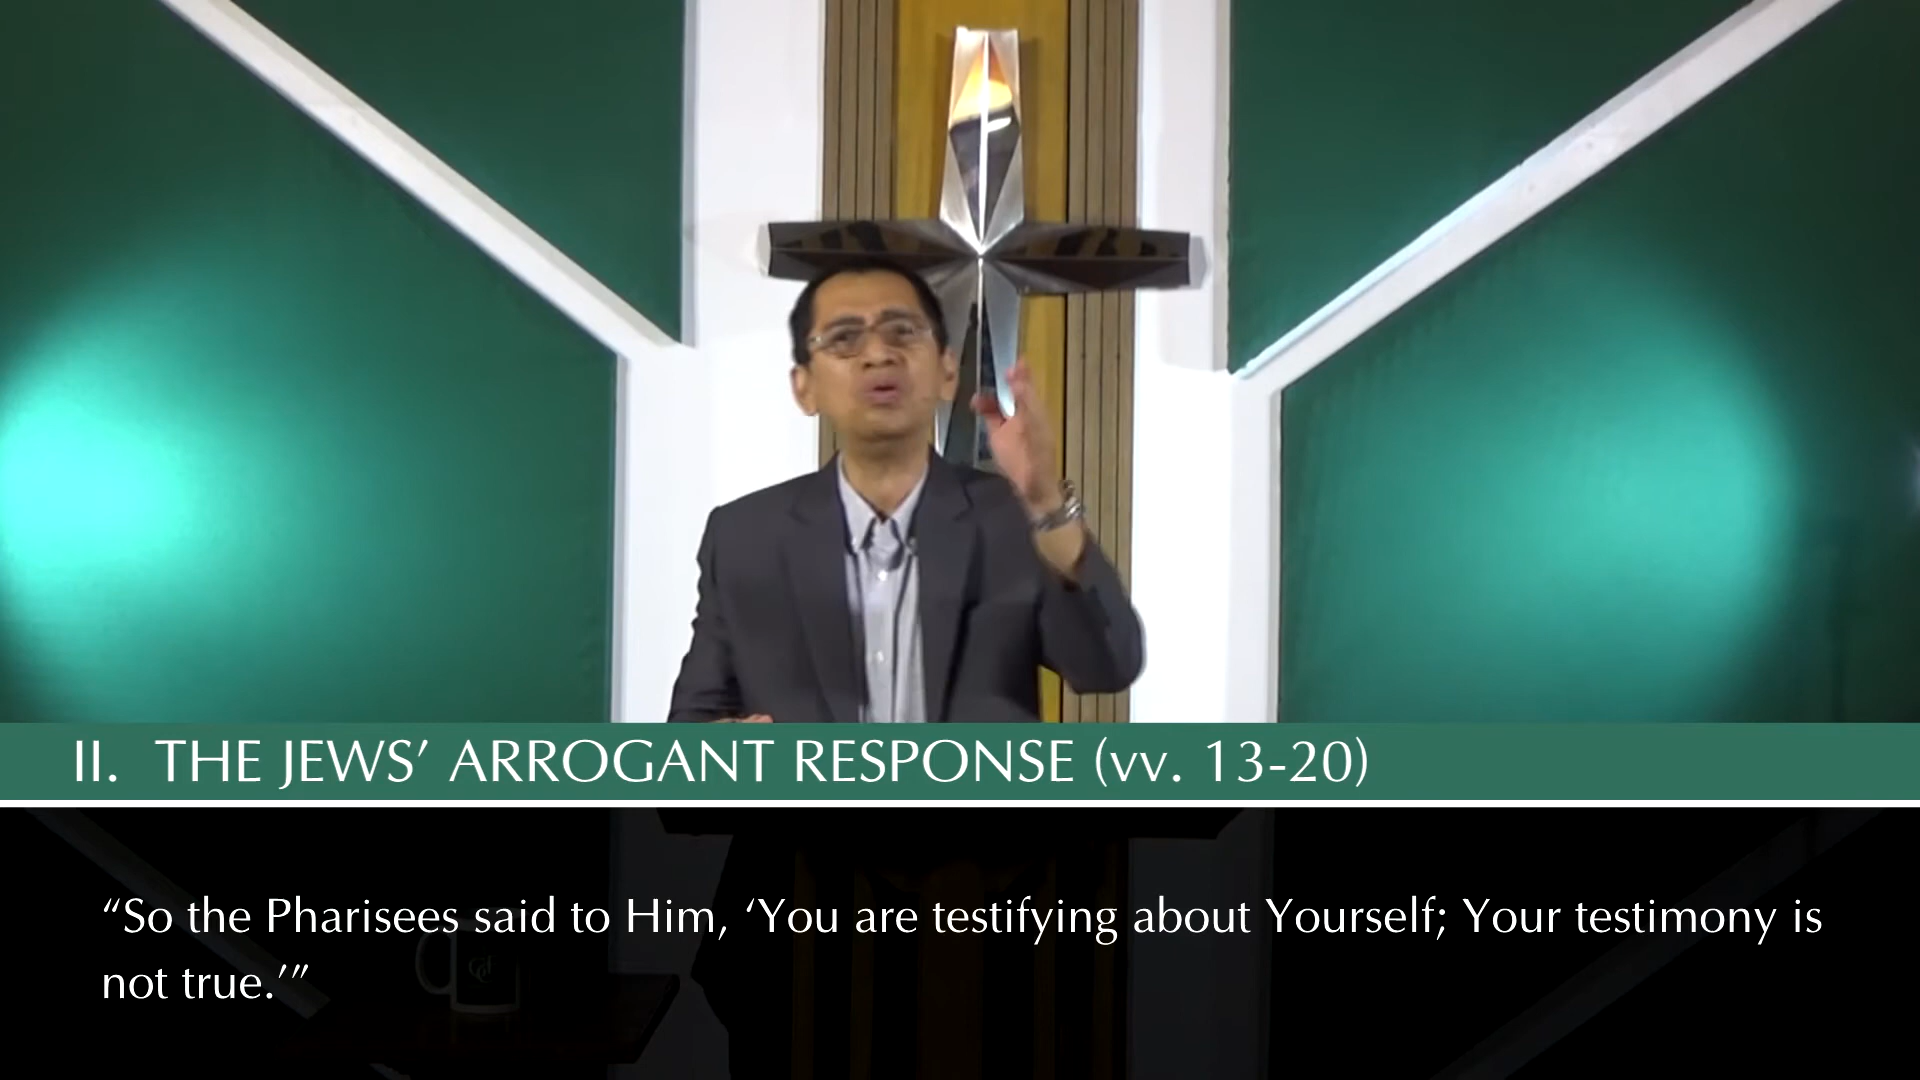 II. THE JEWS’ ARROGANT RESPONSE (vv. 13-20)
“So the Pharisees said to Him, ‘You are testifying about Yourself; Your testimony is
not true.’”